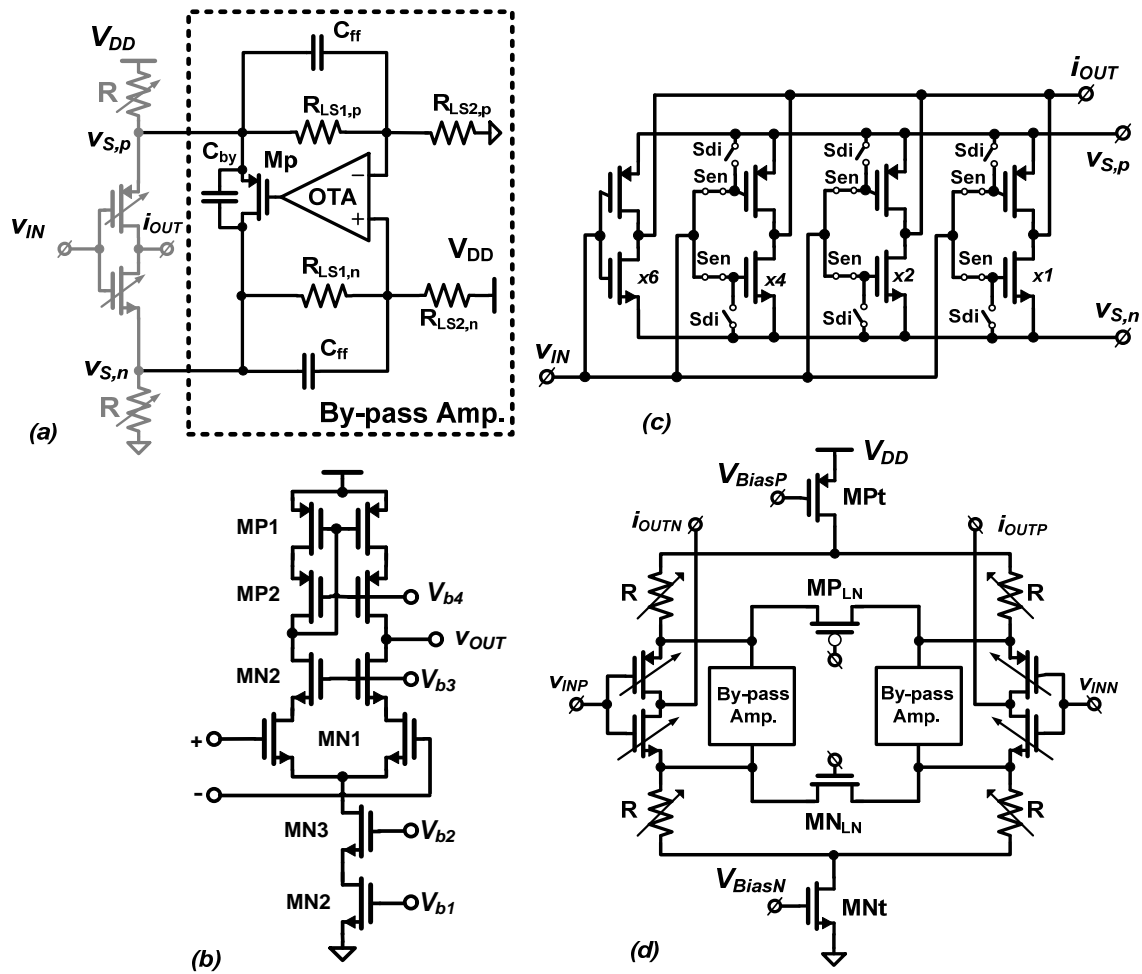 V_DD
R
v_S,p
v_IN
i_OUT
v_S,n
R
(a)
C_ff
R_LS1,p
R_LS2,p
C_by
Mp
OTA
−
+
V_DD
R_LS1,n
R_LS2,n
C_ff
By-pass Amp.
MP1
MP2
V_b4
v_OUT
MN2
V_b3
+
MN1
-
MN3
V_b2
MN2
V_b1
(b)
i_OUT
Sdi
Sdi
Sdi
v_S,p
Sen
Sen
Sen
Sen
Sen
Sen
x6
x4
x2
x1
Sdi
Sdi
Sdi
v_S,n
v_IN
(c)
V_DD
V_BiasP
MPt
i_OUTN
i_OUTP
R
MP_LN
R
v_INP
By-pass
Amp.
By-pass
Amp.
v_INN
R
MN_LN
R
V_BiasN
MNt
(d)